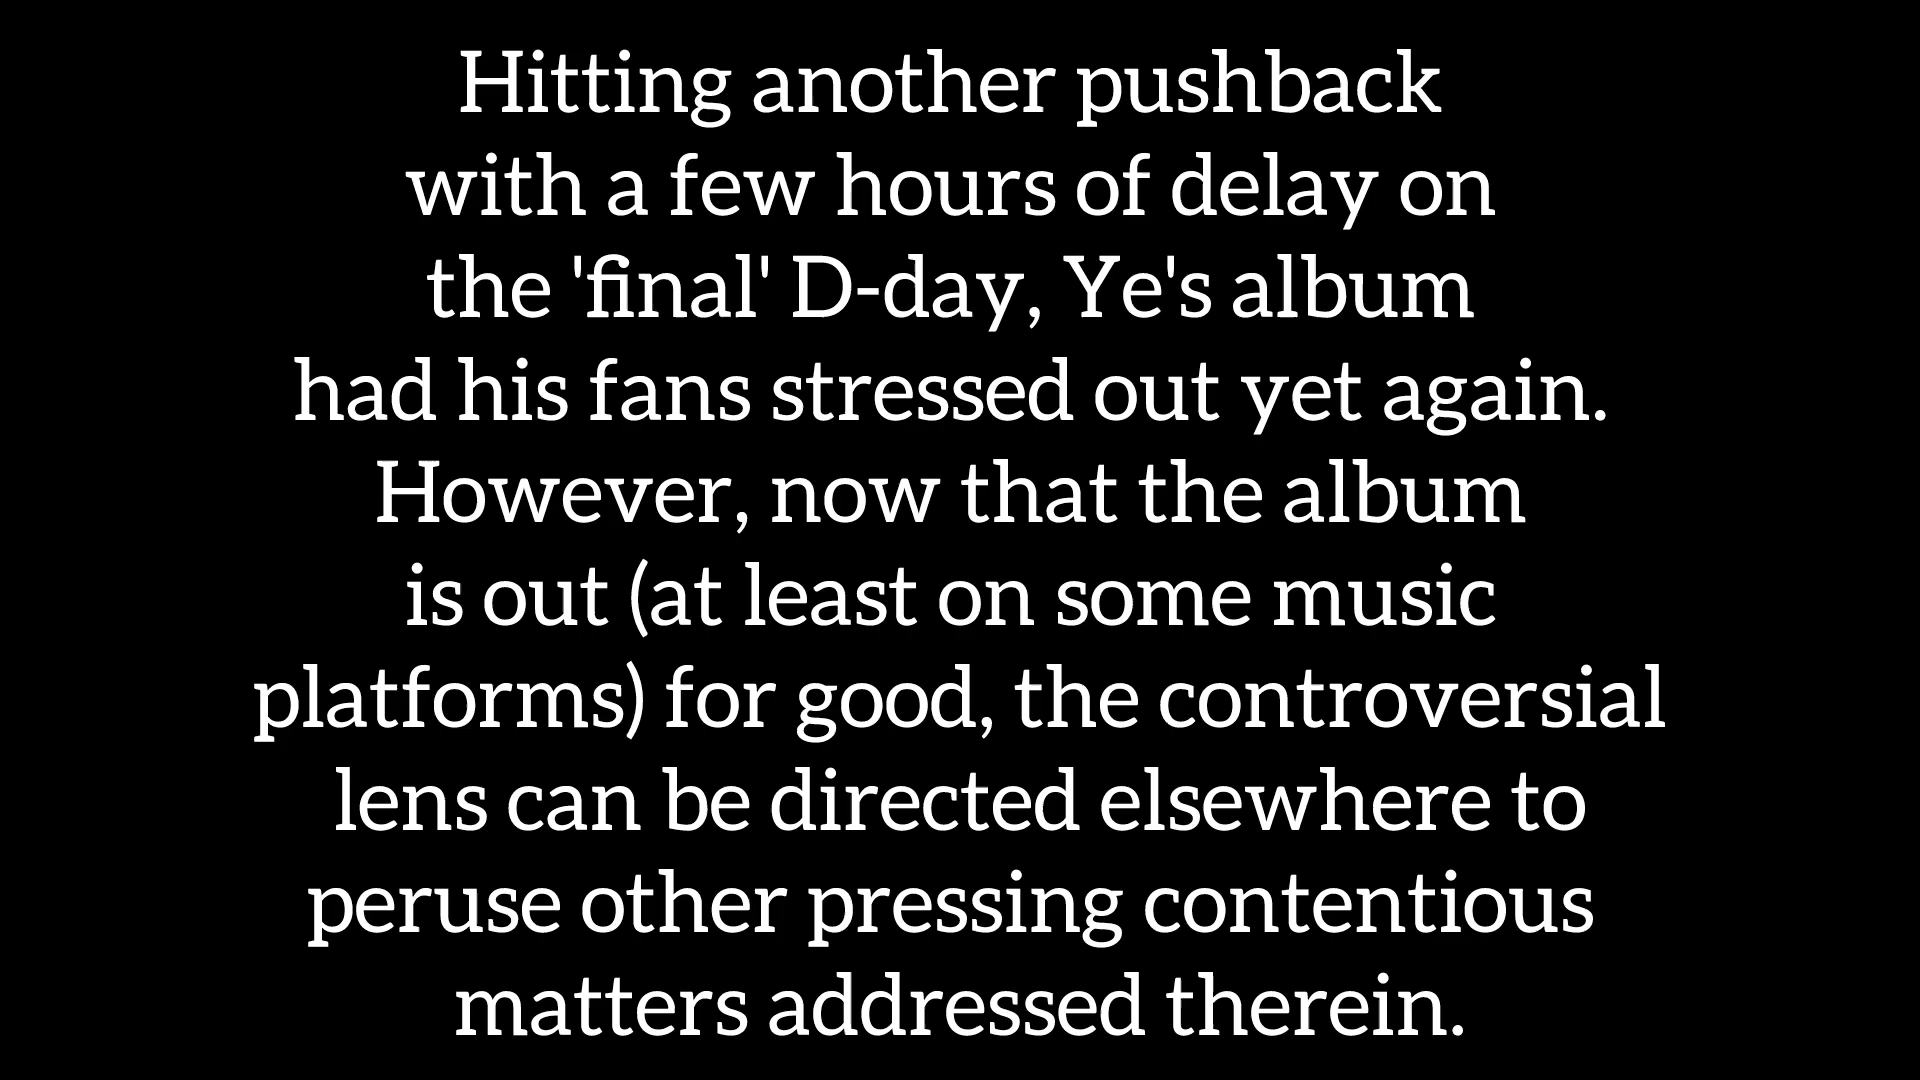 Hitting another pushback
with a few hours of delay on
the 'final' D-day, Ye's album
had his fans stressed out yet again.
However, now that the album
is out (at least on some music
platforms) for good, the controversial
lens can be directed elsewhere to
peruse other pressing contentious
matters addressed therein.